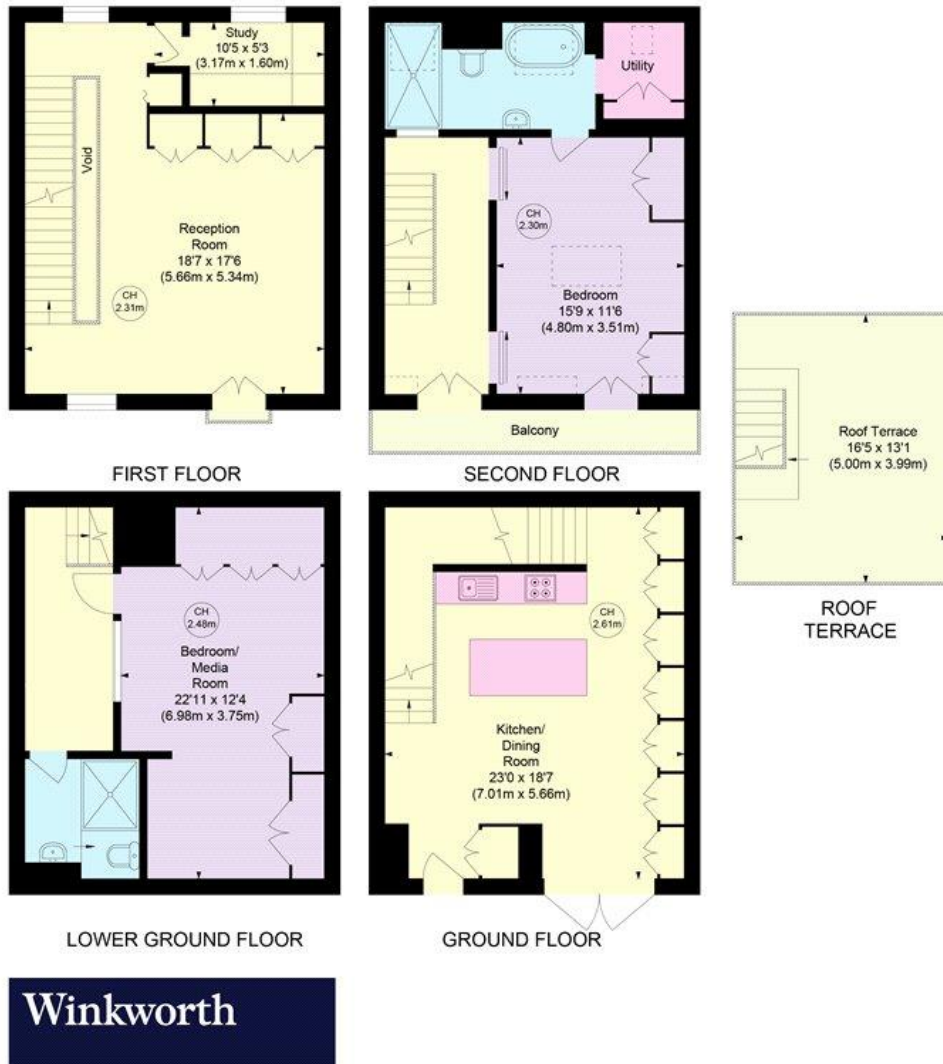 Study
10'5 x 5'3
(3.17m x 1.60m)
Void
Reception
Room
18'7 x 17'6
(5.66m x 5.34m)
CH
2.31m
FIRST FLOOR
Utility
CH
2.30m
Bedroom
15'9 x 11'6
(4.80m x 3.51m)
Balcony
SECOND FLOOR
Roof Terrace
16'5 x 13'1
(5.00m x 3.99m)
ROOF
TERRACE
CH
2.48m
Bedroom/
Media
Room
22'11 x 12'4
(6.98m x 3.75m)
LOWER GROUND FLOOR
CH
2.61m
Kitchen/
Dining
Room
23'0 x 18'7
(7.01m x 5.66m)
GROUND FLOOR
Winkworth